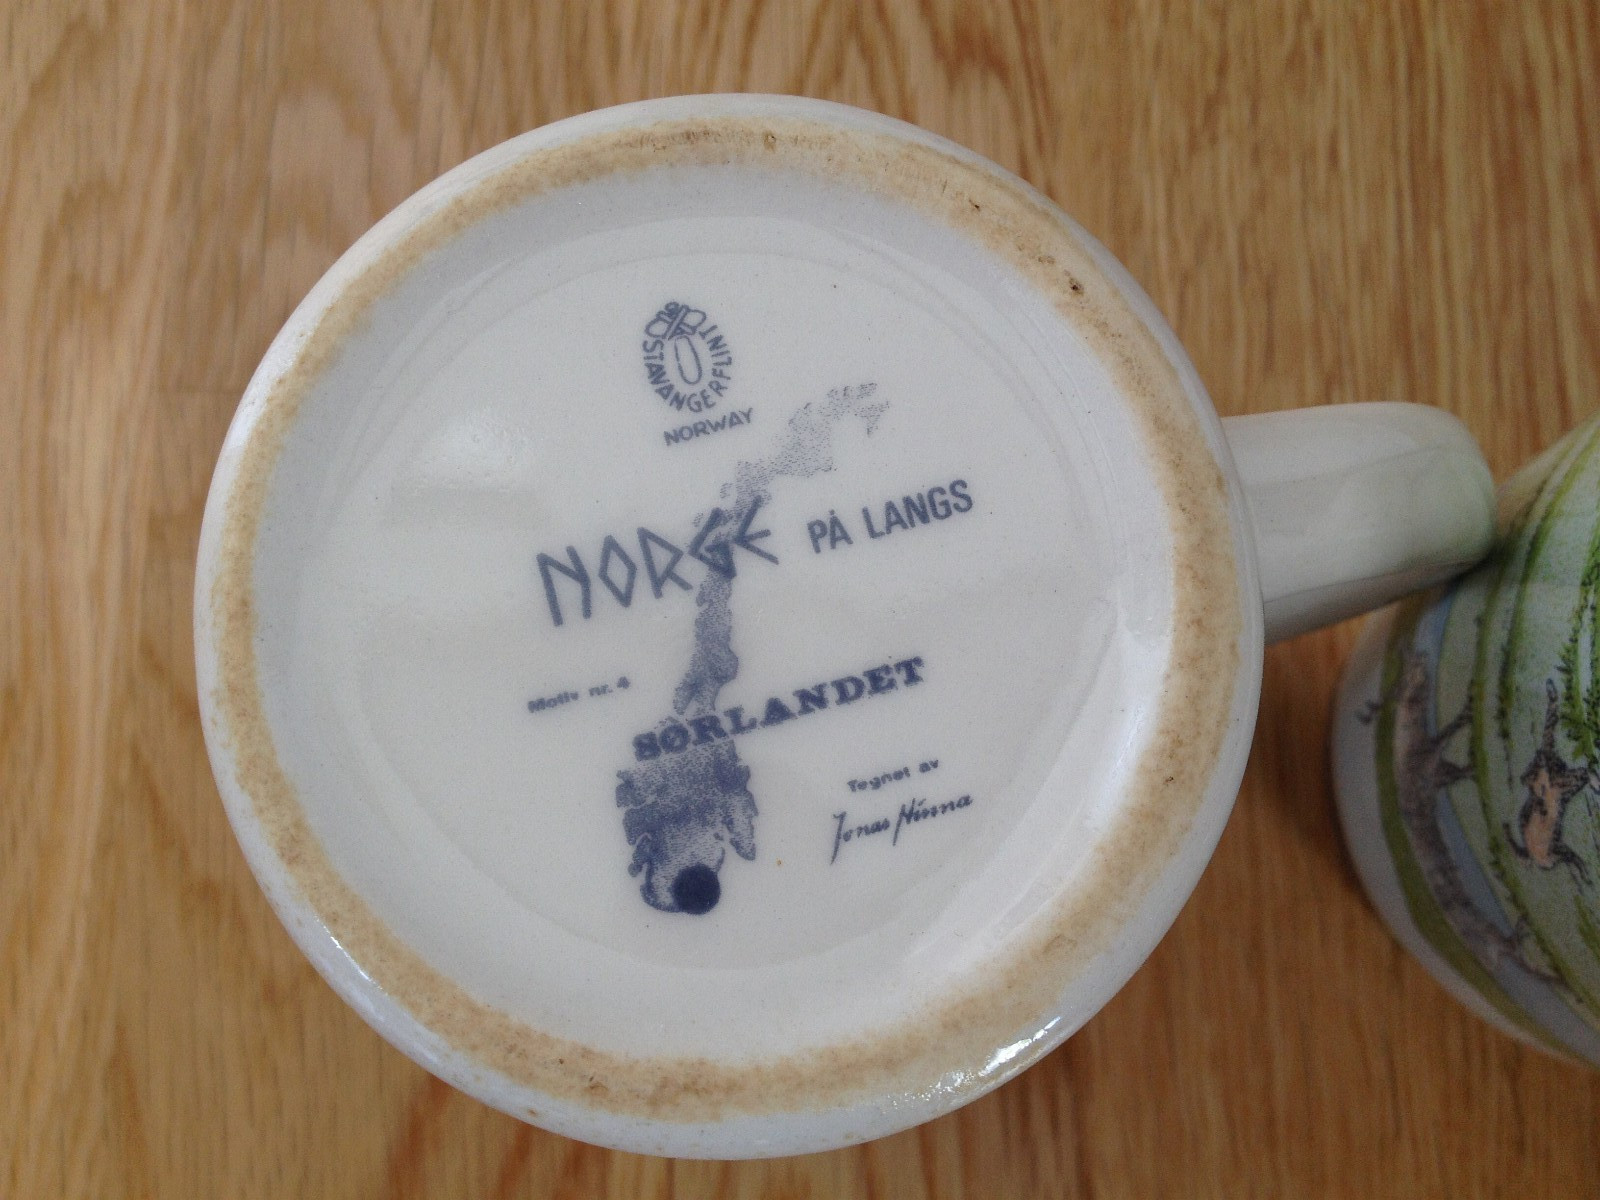 STAVANGERFLINT
NORWAY
NORGE PÅ LANGS
Motiv nr. 4
SØRLANDET
Tegnet av
Jonas Hinna